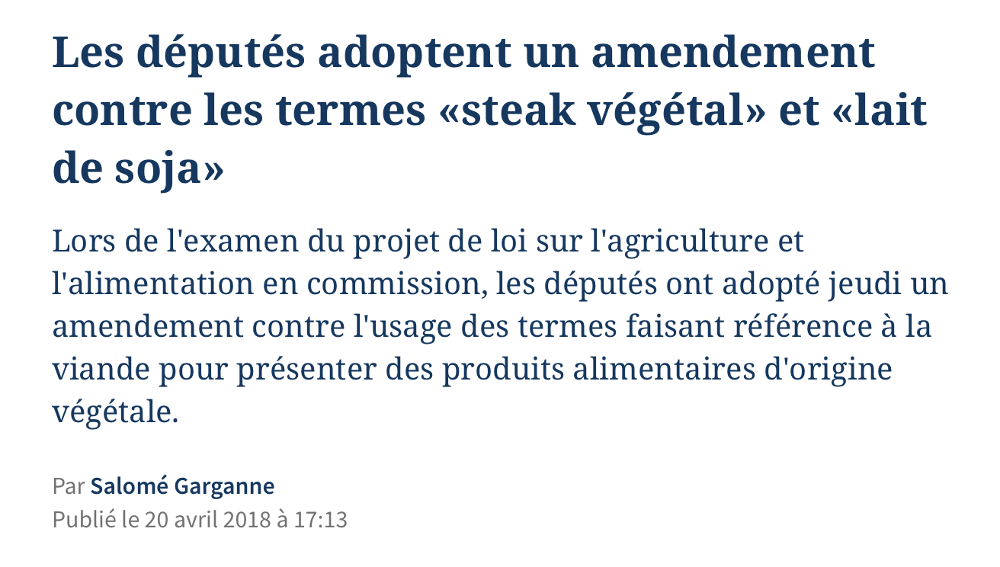 Les députés adoptent un amendement
contre les termes «steak végétal» et «lait
de soja»
Lors de l'examen du projet de loi sur l'agriculture et
l'alimentation en commission, les députés ont adopté jeudi un
amendement contre l'usage des termes faisant référence à la
viande pour présenter des produits alimentaires d'origine
végétale.
Par Salomé Garganne
Publié le 20 avril 2018 à 17:13